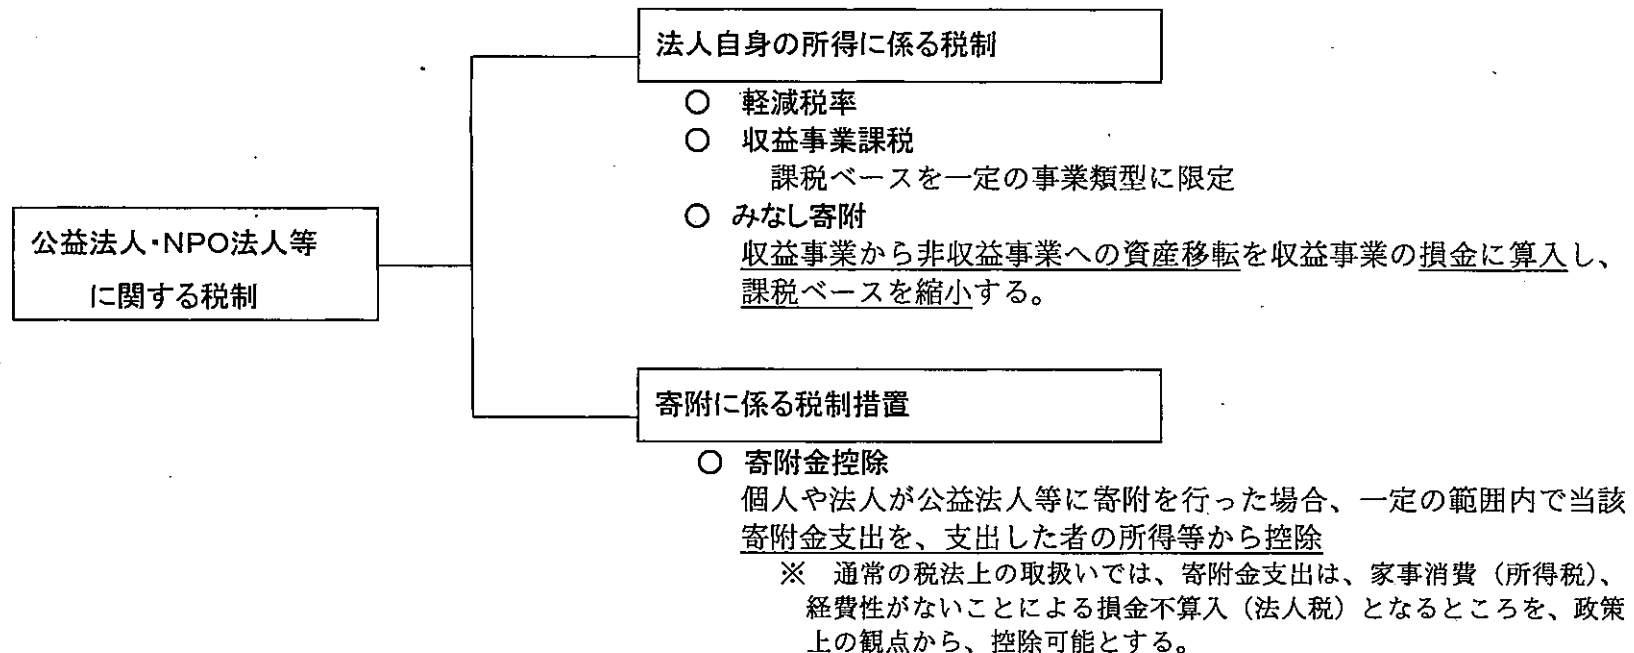 公益法人・NPO法人等
に関する税制
法人自身の所得に係る税制
○ 軽減税率
○ 収益事業課税
課税ベースを一定の事業類型に限定
○ みなし寄附
収益事業から非収益事業への資産移転を収益事業の損金に算入し、
課税ベースを縮小する。
寄附に係る税制措置
○ 寄附金控除
個人や法人が公益法人等に寄附を行った場合、一定の範囲内で当該
寄附金支出を、支出した者の所得等から控除
※ 通常の税法上の取扱いでは、寄附金支出は、家事消費（所得税）、
経費性がないことによる損金不算入（法人税）となるところを、政策
上の観点から、控除可能とする。